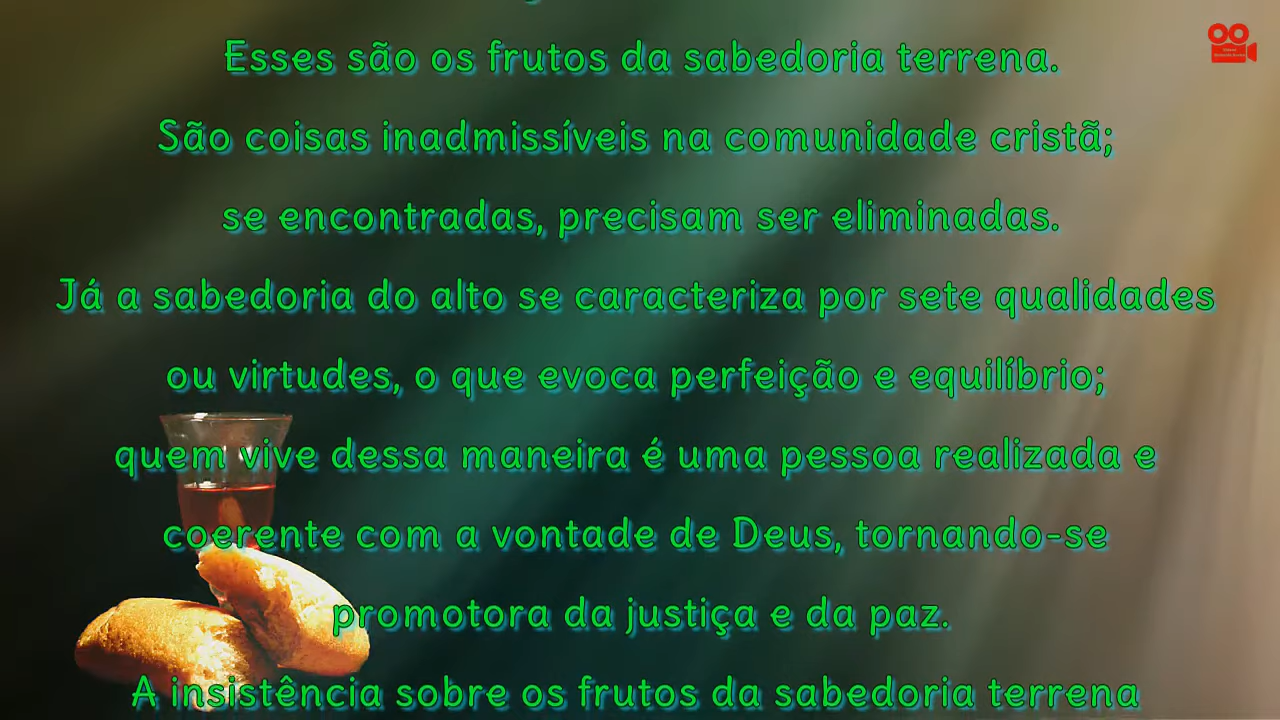 Esses são os frutos da sabedoria terrena.
São coisas inadmissíveis na comunidade cristã;
se encontradas, precisam ser eliminadas.
Já a sabedoria do alto se caracteriza por sete qualidades
ou virtudes, o que evoca perfeição e equilíbrio;
quem vive dessa maneira é uma pessoa realizada e
coerente com a vontade de Deus, tornando-se
promotora da justiça e da paz.
A insistência sobre os frutos da sabedoria terrena